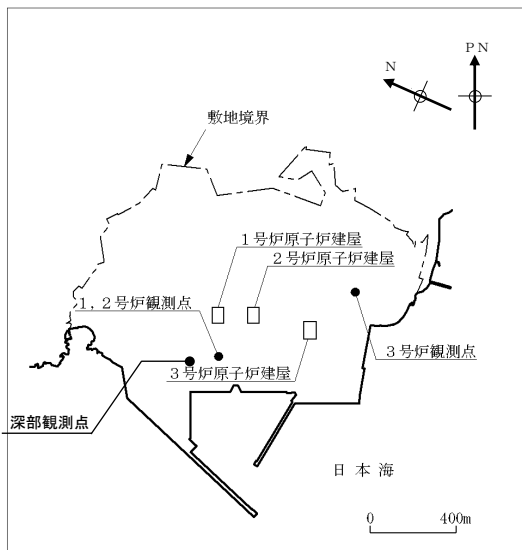 PN
N
敷地境界
1号炉原子炉建屋
2号炉原子炉建屋
1,2号炉観測点
3号炉観測点
3号炉原子炉建屋
深部観測点
日本海
0 400m